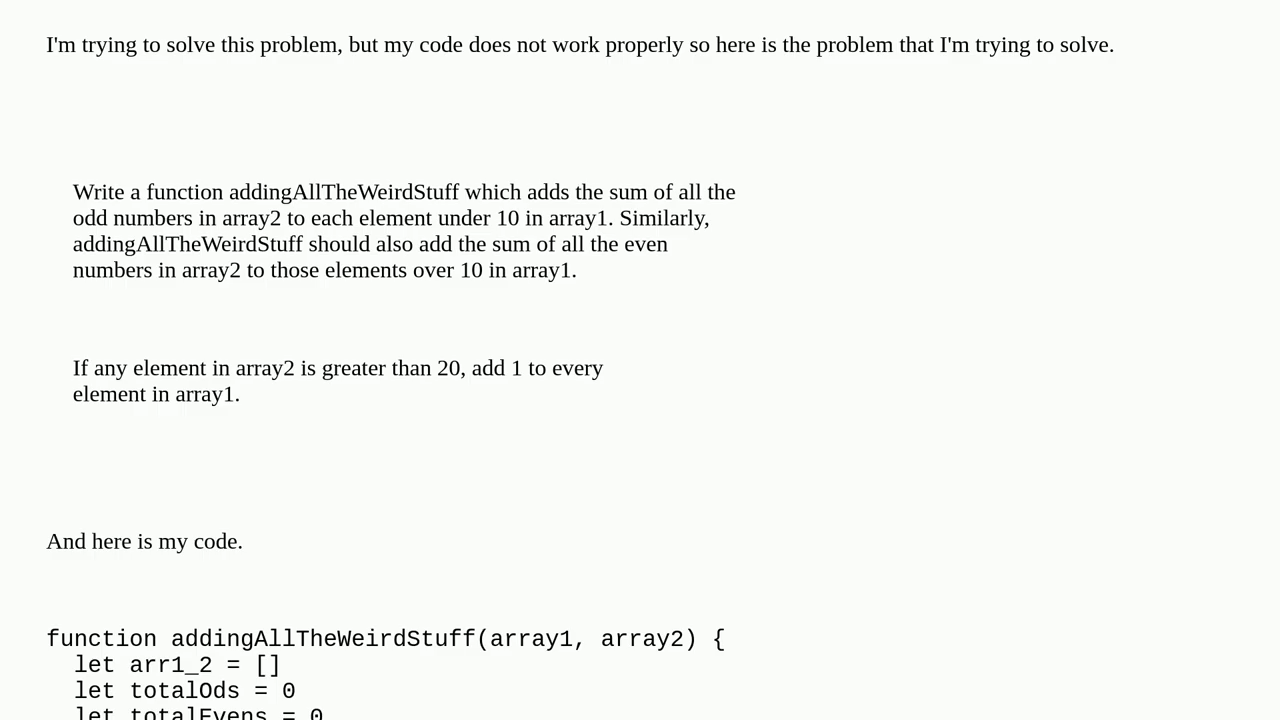 I'm trying to solve this problem, but my code does not work properly so here is the problem that I'm trying to solve.
Write a function addingAllTheWeirdStuff which adds the sum of all the
odd numbers in array2 to each element under 10 in array1. Similarly,
addingAllTheWeirdStuff should also add the sum of all the even
numbers in array2 to those elements over 10 in array1.
If any element in array2 is greater than 20, add 1 to every
element in array1.
And here is my code.
function addingAllTheWeirdStuff(array1, array2) {
let arr1_2 = []
let totalOds = 0
let totalEvens = 0